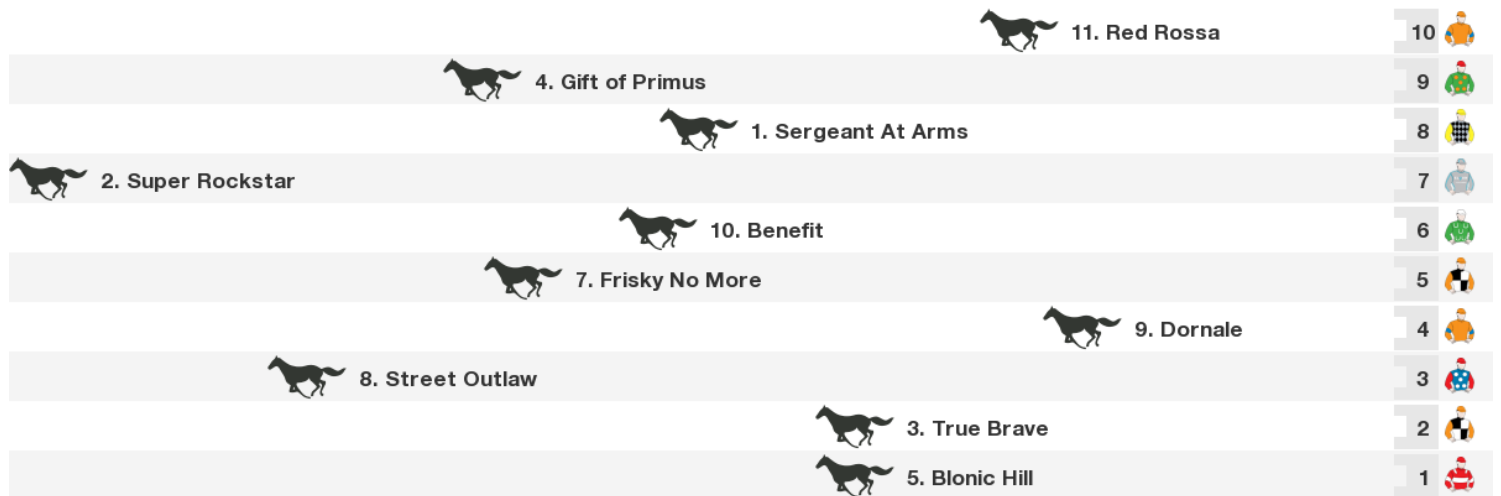 11. Red Rossa 10
4. Gift of Primus 9
1. Sergeant At Arms 8
2. Super Rockstar 7
10. Benefit 6
7. Frisky No More 5
9. Dornale 4
8. Street Outlaw 3
3. True Brave 2
5. Blonic Hill 1